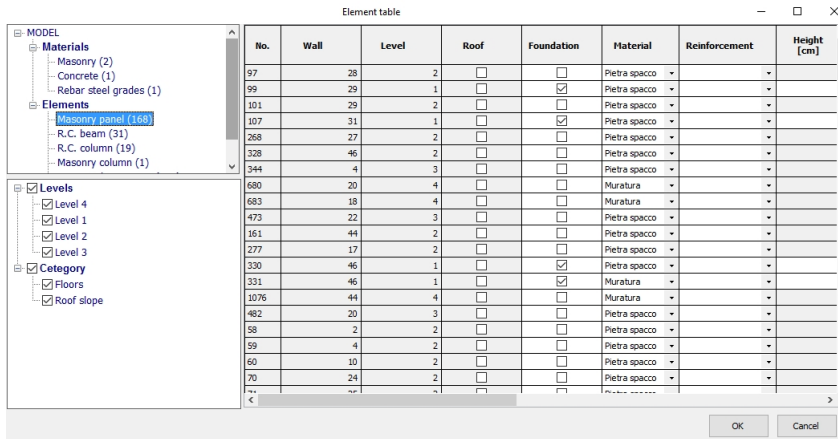 Element table
MODEL
Materials
Masonry (2)
Concrete (1)
Rebar steel grades (1)
Elements
Masonry panel (168)
R.C. beam (31)
R.C. column (19)
Masonry column (1)
Levels
Level 4
Level 1
Level 2
Level 3
Cetegory
Floors
Roof slope
No. Wall Level Roof Foundation Material Reinforcement Height [cm]
97 28 2 Pietra spacco
99 29 1 Pietra spacco
101 29 2 Pietra spacco
107 31 1 Pietra spacco
268 27 2 Pietra spacco
328 46 2 Pietra spacco
344 4 3 Pietra spacco
680 20 4 Muratura
683 18 4 Muratura
473 22 3 Pietra spacco
161 44 2 Pietra spacco
277 17 2 Pietra spacco
330 46 1 Pietra spacco
331 46 1 Muratura
1076 44 4 Muratura
482 20 3 Pietra spacco
58 2 2 Pietra spacco
59 4 2 Pietra spacco
60 10 2 Pietra spacco
70 24 2 Pietra spacco
OK Cancel